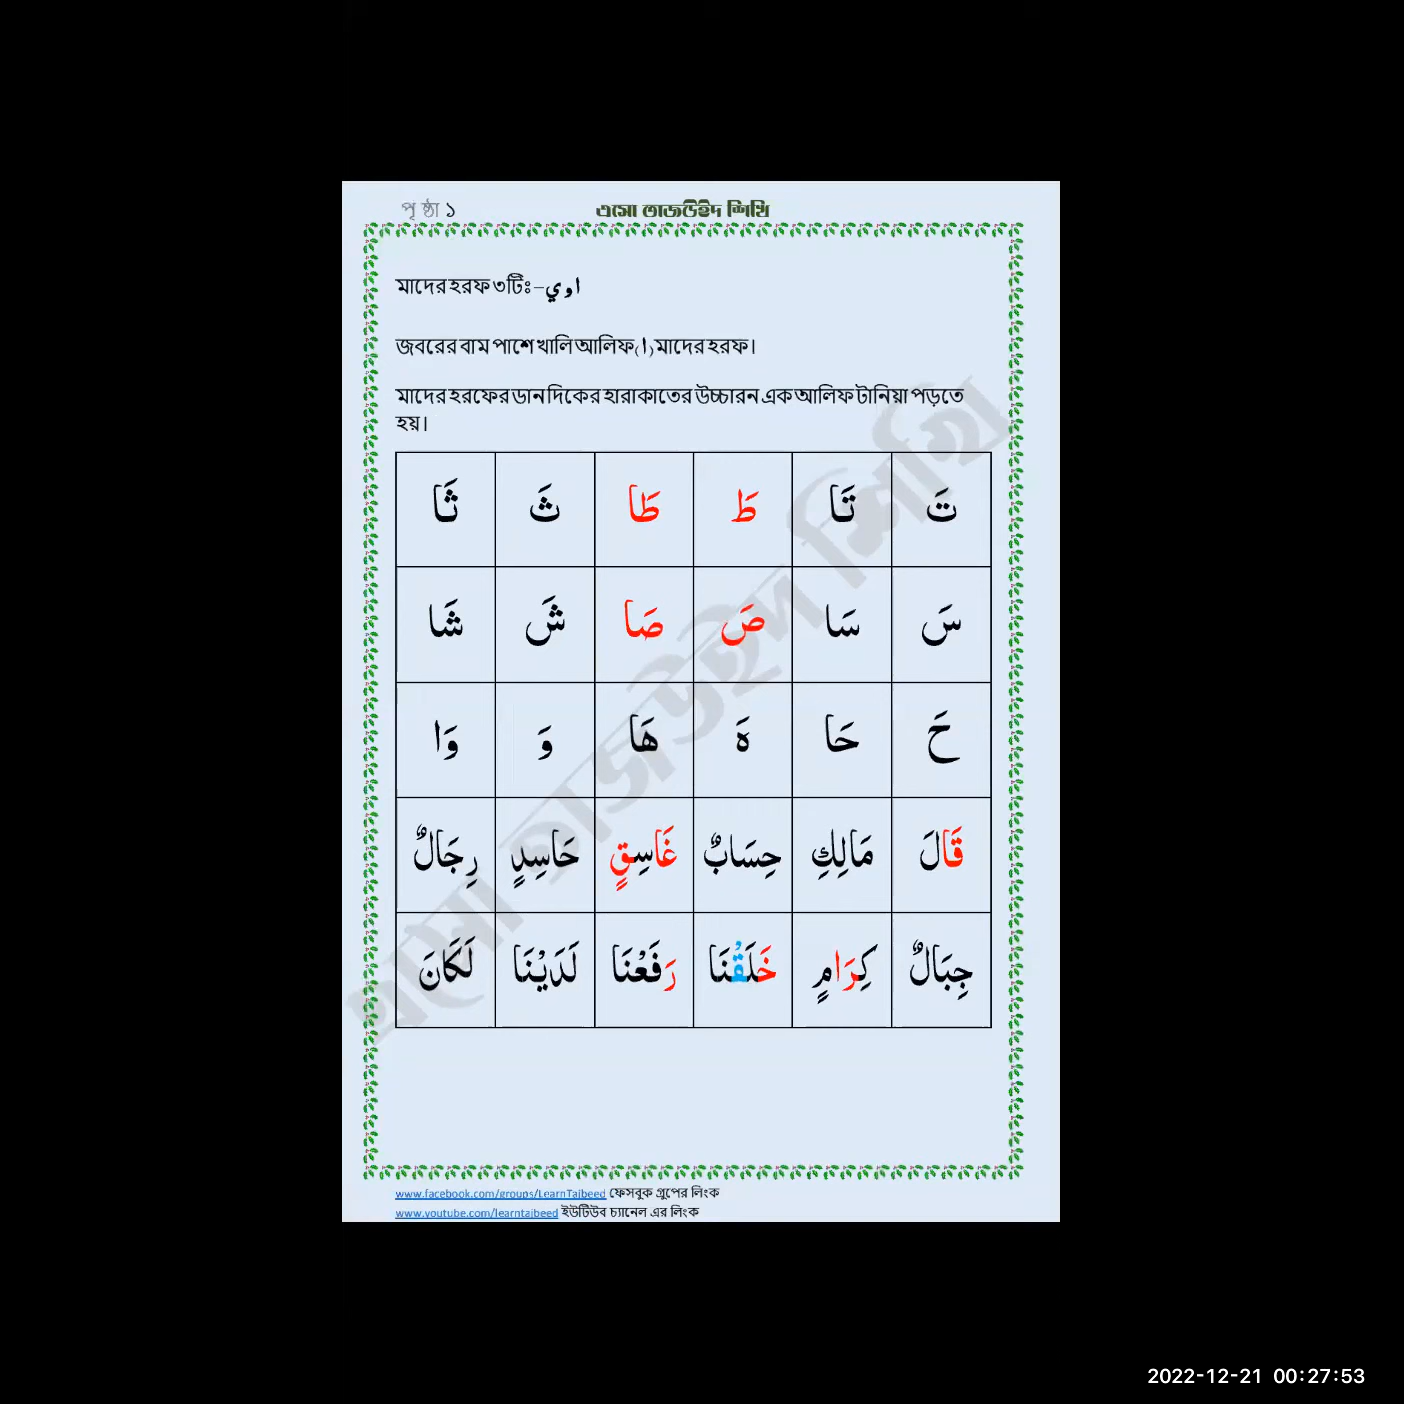 পৃষ্ঠা ১
এসো তাজউইদ শিখি
মাদের হরফ ৩টিঃ– ا و ي
জবরের বাম পাশে খালি আলিফ(ا) মাদের হরফ।
মাদের হরফের ডান দিকের হারাকাতের উচ্চারন এক আলিফ টানিয়া পড়তে
হয়।
تَ تَا طَ طَا ثَ ثَا
سَ سَا صَ صَا شَ شَا
حَ حَا هَ هَا وَ وَا
قَالَ مَالِكِ حِسَابٌ غَاسِقٍ حَاسِدٍ رِجَالٌ
جِبَالٌ كِرَامٍ خَلَقْنَا رَفَعْنَا لَدَيْنَا لَكَانَ
এসো তাজউইদ শিখি
www.facebook.com/groups/LearnTajbeed ফেসবুক গ্রুপের লিংক
www.youtube.com/learntajbeed ইউটিউব চ্যানেল এর লিংক
2022-12-21 00:27:53